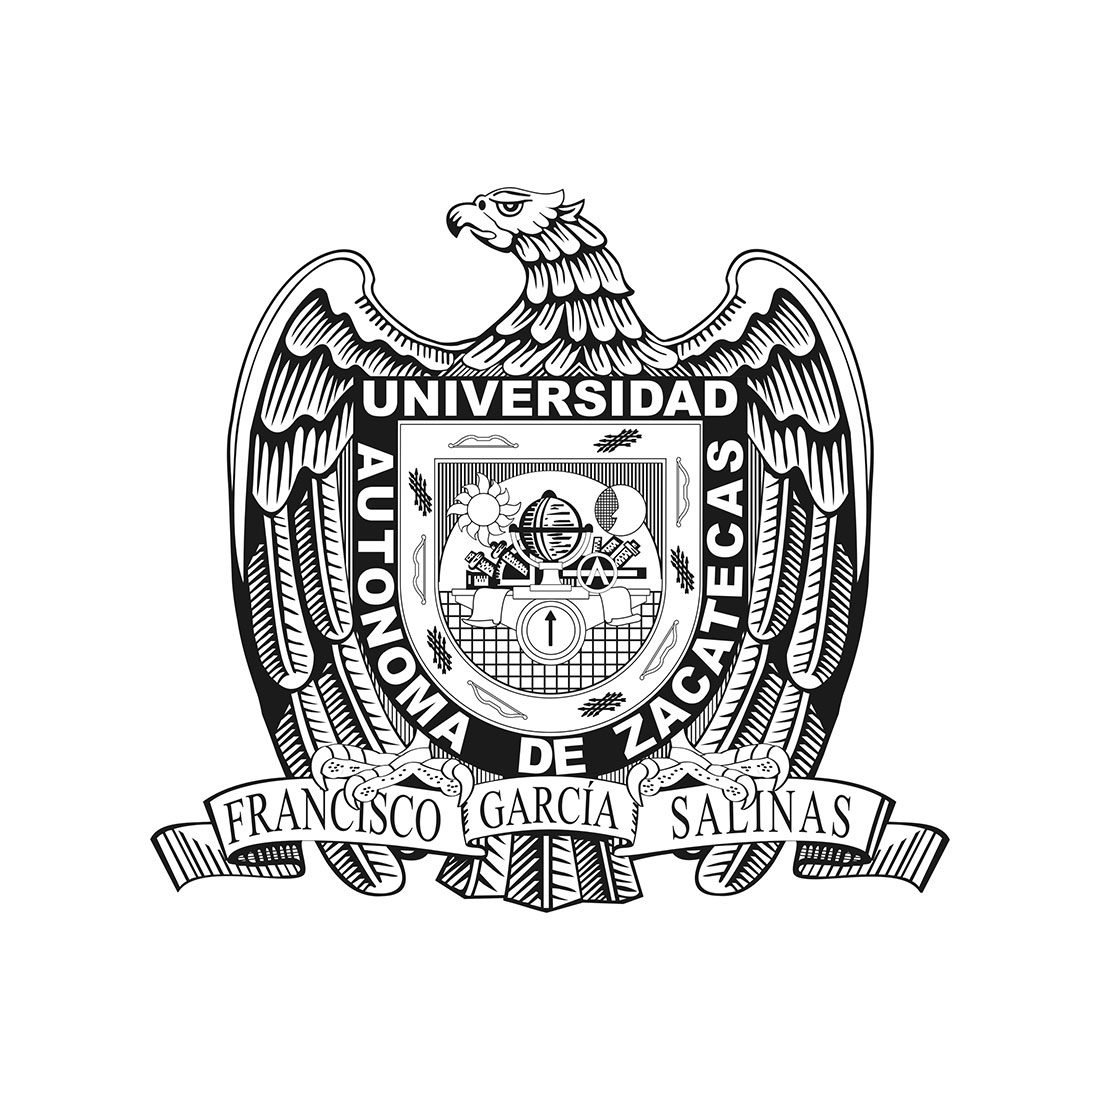 UNIVERSIDAD
AUTONOMA DE ZACATECAS
FRANCISCO GARCÍA SALINAS